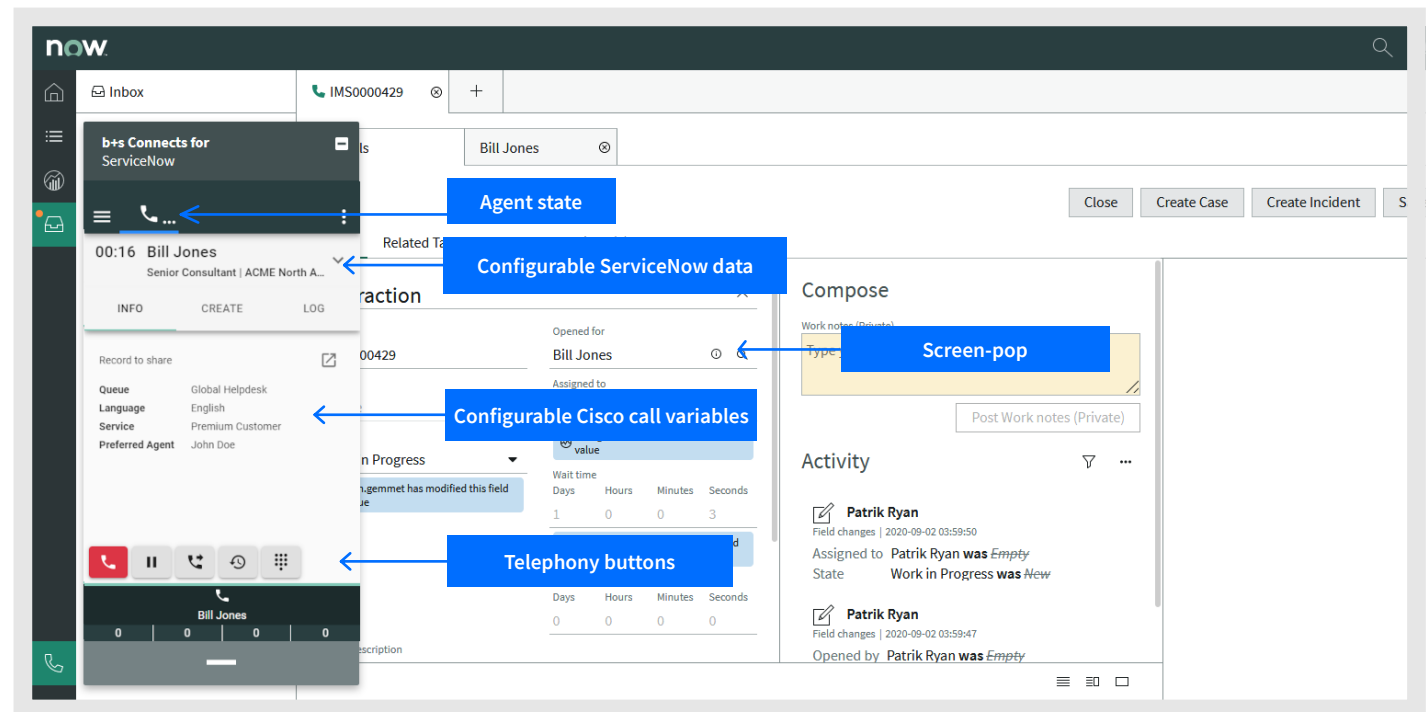 now.
Inbox
IMS0000429
b+s Connects for
ServiceNow
ls
Bill Jones
Agent state
Close
Create Case
Create Incident
S
...
Related Ta
00:16 Bill Jones
Senior Consultant | ACME North A...
Configurable ServiceNow data
INFO
CREATE
LOG
raction
Compose
Opened for
Work notes (Private)
Record to share
00429
Bill Jones
Type y
Screen-pop
Queue Global Helpdesk
Language English
Service Premium Customer
Preferred Agent John Doe
Assigned to
Configurable Cisco call variables
Post Work notes (Private)
value
n Progress
Activity
n.gemmet has modified this field
ue
Wait time
Days Hours Minutes Seconds
1 0 0 3
d
Patrik Ryan
Field changes | 2020-09-02 03:59:50
Assigned to Patrik Ryan was Empty
State Work in Progress was New
Telephony buttons
Days Hours Minutes Seconds
0 0 0 0
Bill Jones
0 0 0 0
Patrik Ryan
Field changes | 2020-09-02 03:59:47
Opened by Patrik Ryan was Empty
escription